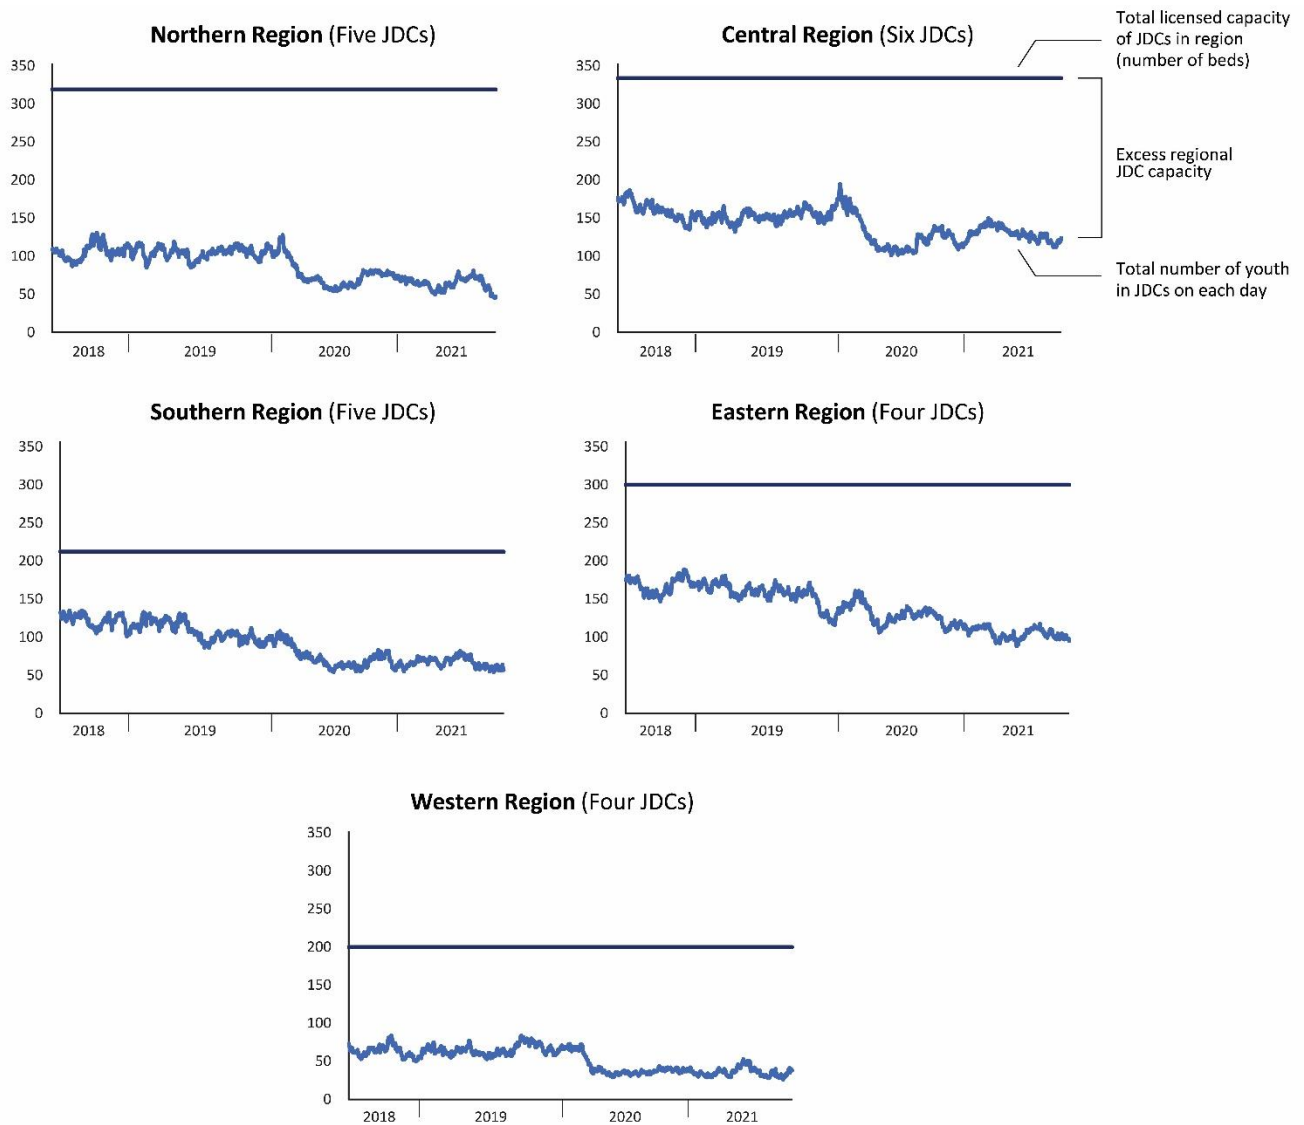 Northern Region (Five JDCs)
350
300
250
200
150
100
50
0
2018 2019 2020 2021
Central Region (Six JDCs)
350
300
250
200
150
100
50
0
2018 2019 2020 2021
Total licensed capacity
of JDCs in region
(number of beds)
Excess regional
JDC capacity
Total number of youth
in JDCs on each day
Southern Region (Five JDCs)
350
300
250
200
150
100
50
0
2018 2019 2020 2021
Eastern Region (Four JDCs)
350
300
250
200
150
100
50
0
2018 2019 2020 2021
Western Region (Four JDCs)
350
300
250
200
150
100
50
0
2018 2019 2020 2021